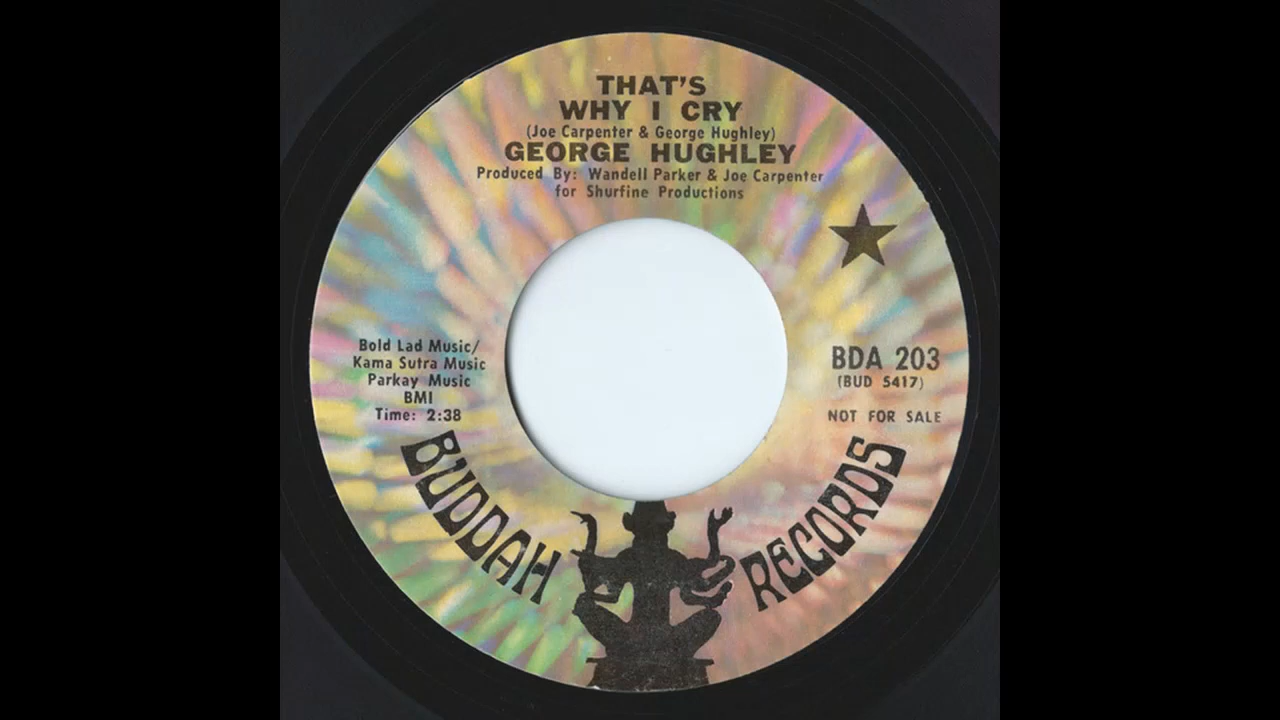 THAT'S
WHY I CRY
(Joe Carpenter & George Hughley)
GEORGE HUGHLEY
Produced By: Wandell Parker & Joe Carpenter
for Shurfine Productions
Bold Lad Music/
Kama Sutra Music
Parkay Music
BMI
Time: 2:38
BDA 203
(BUD 5417)
NOT FOR SALE
BUDDAH RECORDS